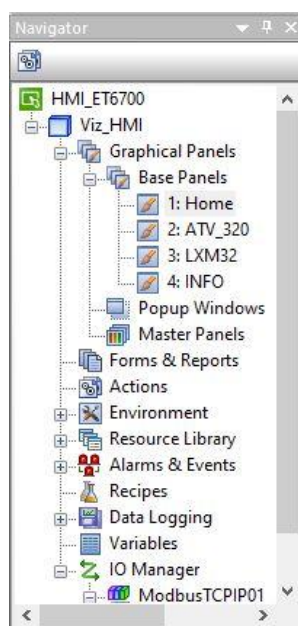 Navigator
HMI_ET6700
Viz_HMI
Graphical Panels
Base Panels
1: Home
2: ATV_320
3: LXM32
4: INFO
Popup Windows
Master Panels
Forms & Reports
Actions
Environment
Resource Library
Alarms & Events
Recipes
Data Logging
Variables
IO Manager
ModbusTCPIP01